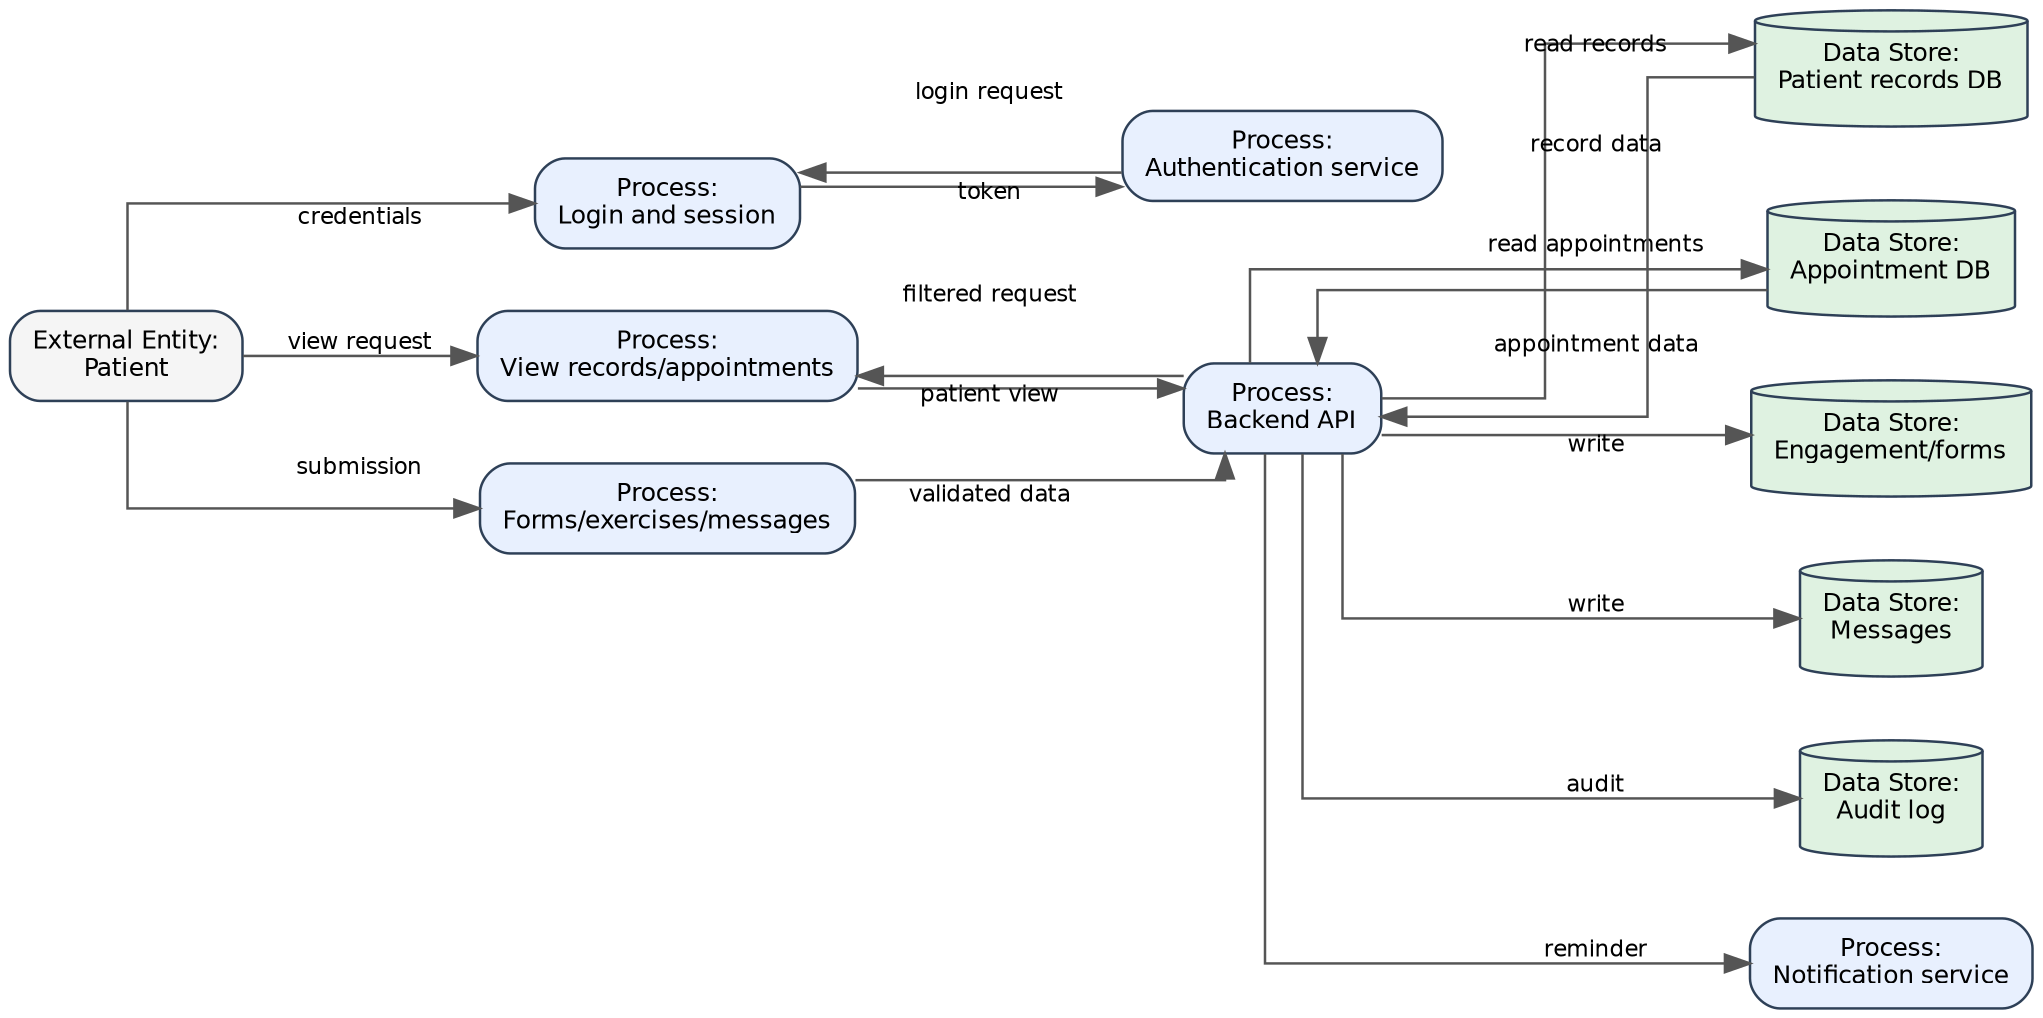 read records
Data Store:
Patient records DB
login request
Process:
Authentication service
record data
Process:
Login and session
token
credentials
read appointments
Data Store:
Appointment DB
filtered request
External Entity:
Patient
view request
Process:
View records/appointments
patient view
appointment data
Process:
Backend API
Data Store:
Engagement/forms
write
submission
Process:
Forms/exercises/messages
validated data
write
Data Store:
Messages
audit
Data Store:
Audit log
reminder
Process:
Notification service